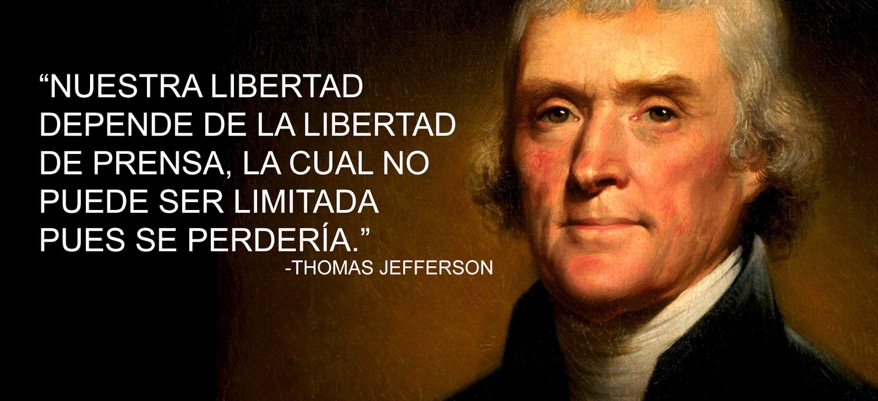 “NUESTRA LIBERTAD
DEPENDE DE LA LIBERTAD
DE PRENSA, LA CUAL NO
PUEDE SER LIMITADA
PUES SE PERDERÍA.”
-THOMAS JEFFERSON